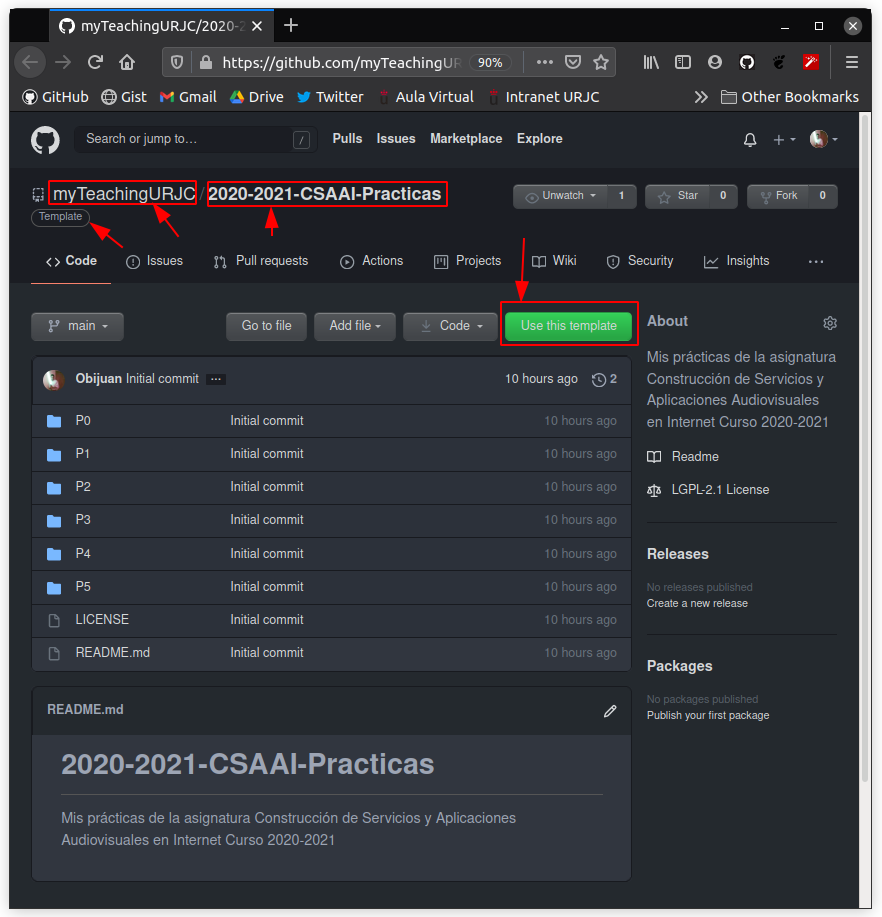 myTeachingURJC/2020-2
https://github.com/myTeachingUR 90%
GitHub Gist Gmail Drive Twitter Aula Virtual Intranet URJC Other Bookmarks
Search or jump to… / Pulls Issues Marketplace Explore
myTeachingURJC / 2020-2021-CSAAI-Practicas Unwatch 1 Star 0 Fork 0
Template
Code Issues Pull requests Actions Projects Wiki Security Insights
main Go to file Add file Code Use this template
Obijuan Initial commit 10 hours ago 2
P0 Initial commit 10 hours ago
P1 Initial commit 10 hours ago
P2 Initial commit 10 hours ago
P3 Initial commit 10 hours ago
P4 Initial commit 10 hours ago
P5 Initial commit 10 hours ago
LICENSE Initial commit 10 hours ago
README.md Initial commit 10 hours ago
README.md
2020-2021-CSAAI-Practicas
Mis prácticas de la asignatura Construcción de Servicios y Aplicaciones
Audiovisuales en Internet Curso 2020-2021
About
Mis prácticas de la asignatura
Construcción de Servicios y
Aplicaciones Audiovisuales
en Internet Curso 2020-2021
Readme
LGPL-2.1 License
Releases
No releases published
Create a new release
Packages
No packages published
Publish your first package